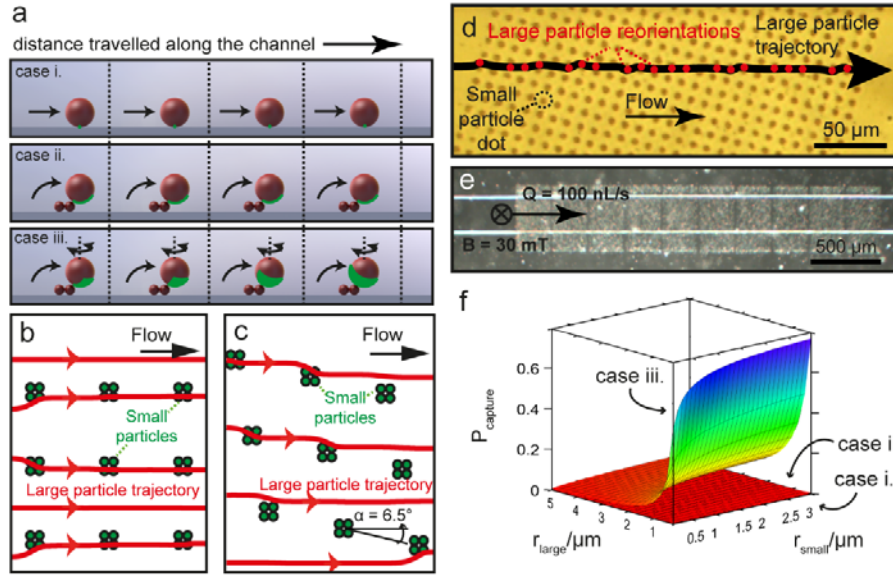 a
distance travelled along the channel
case i.
case ii.
case iii.
b
Flow
Small
particles
Large particle trajectory
c
Flow
Small
particles
Large particle trajectory
α = 6.5°
d
Large particle reorientations
Large particle
trajectory
Small
particle
dot
Flow
50 µm
e
Q = 100 nL/s
B = 30 mT
500 µm
f
P capture
0.6
0.4
0.2
0
case iii.
case i
case i.
5
4
3
2
1
r large/µm
0.5
1
1.5
2
2.5
3
r small/µm